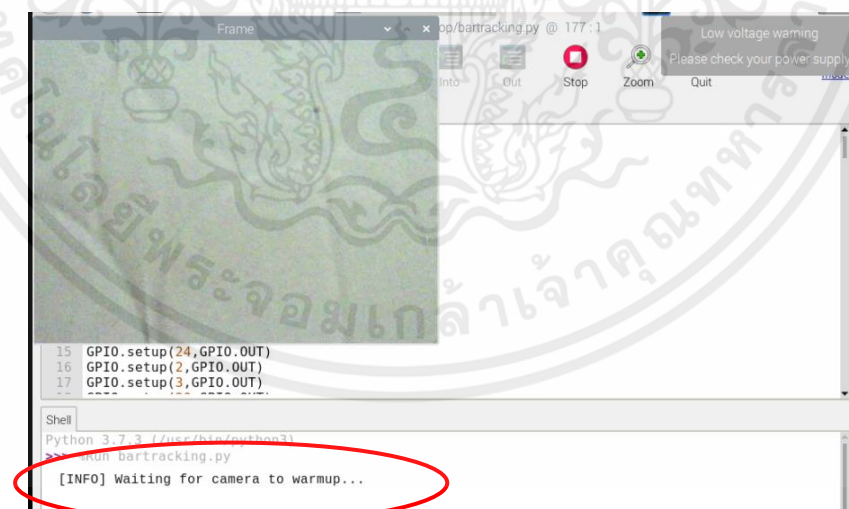 Frame
op/bartracking.py @ 177 : 1
Low voltage warning
Please check your power supply
Into
Out
Stop
Zoom
Quit
15 GPIO.setup(24,GPIO.OUT)
16 GPIO.setup(2,GPIO.OUT)
17 GPIO.setup(3,GPIO.OUT)
Shell
Python 3.7.3 (/usr/bin/python3)
>>> %Run bartracking.py
[INFO] Waiting for camera to warmup...